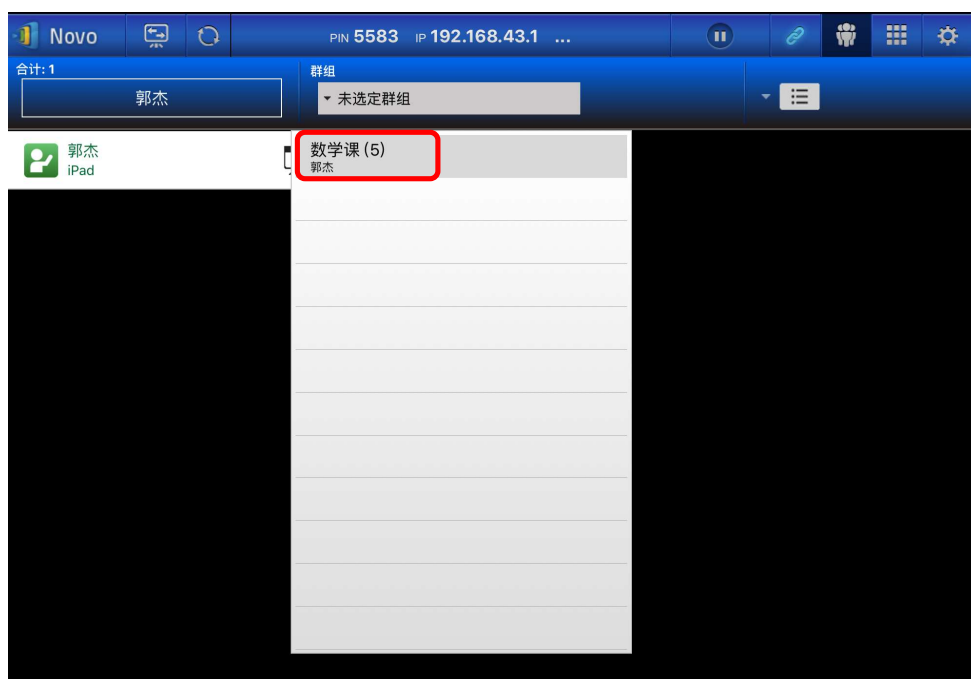 Novo
PIN 5583 IP 192.168.43.1 ...
合计: 1
群组
郭杰
未选定群组
郭杰
iPad
数学课 (5)
郭杰